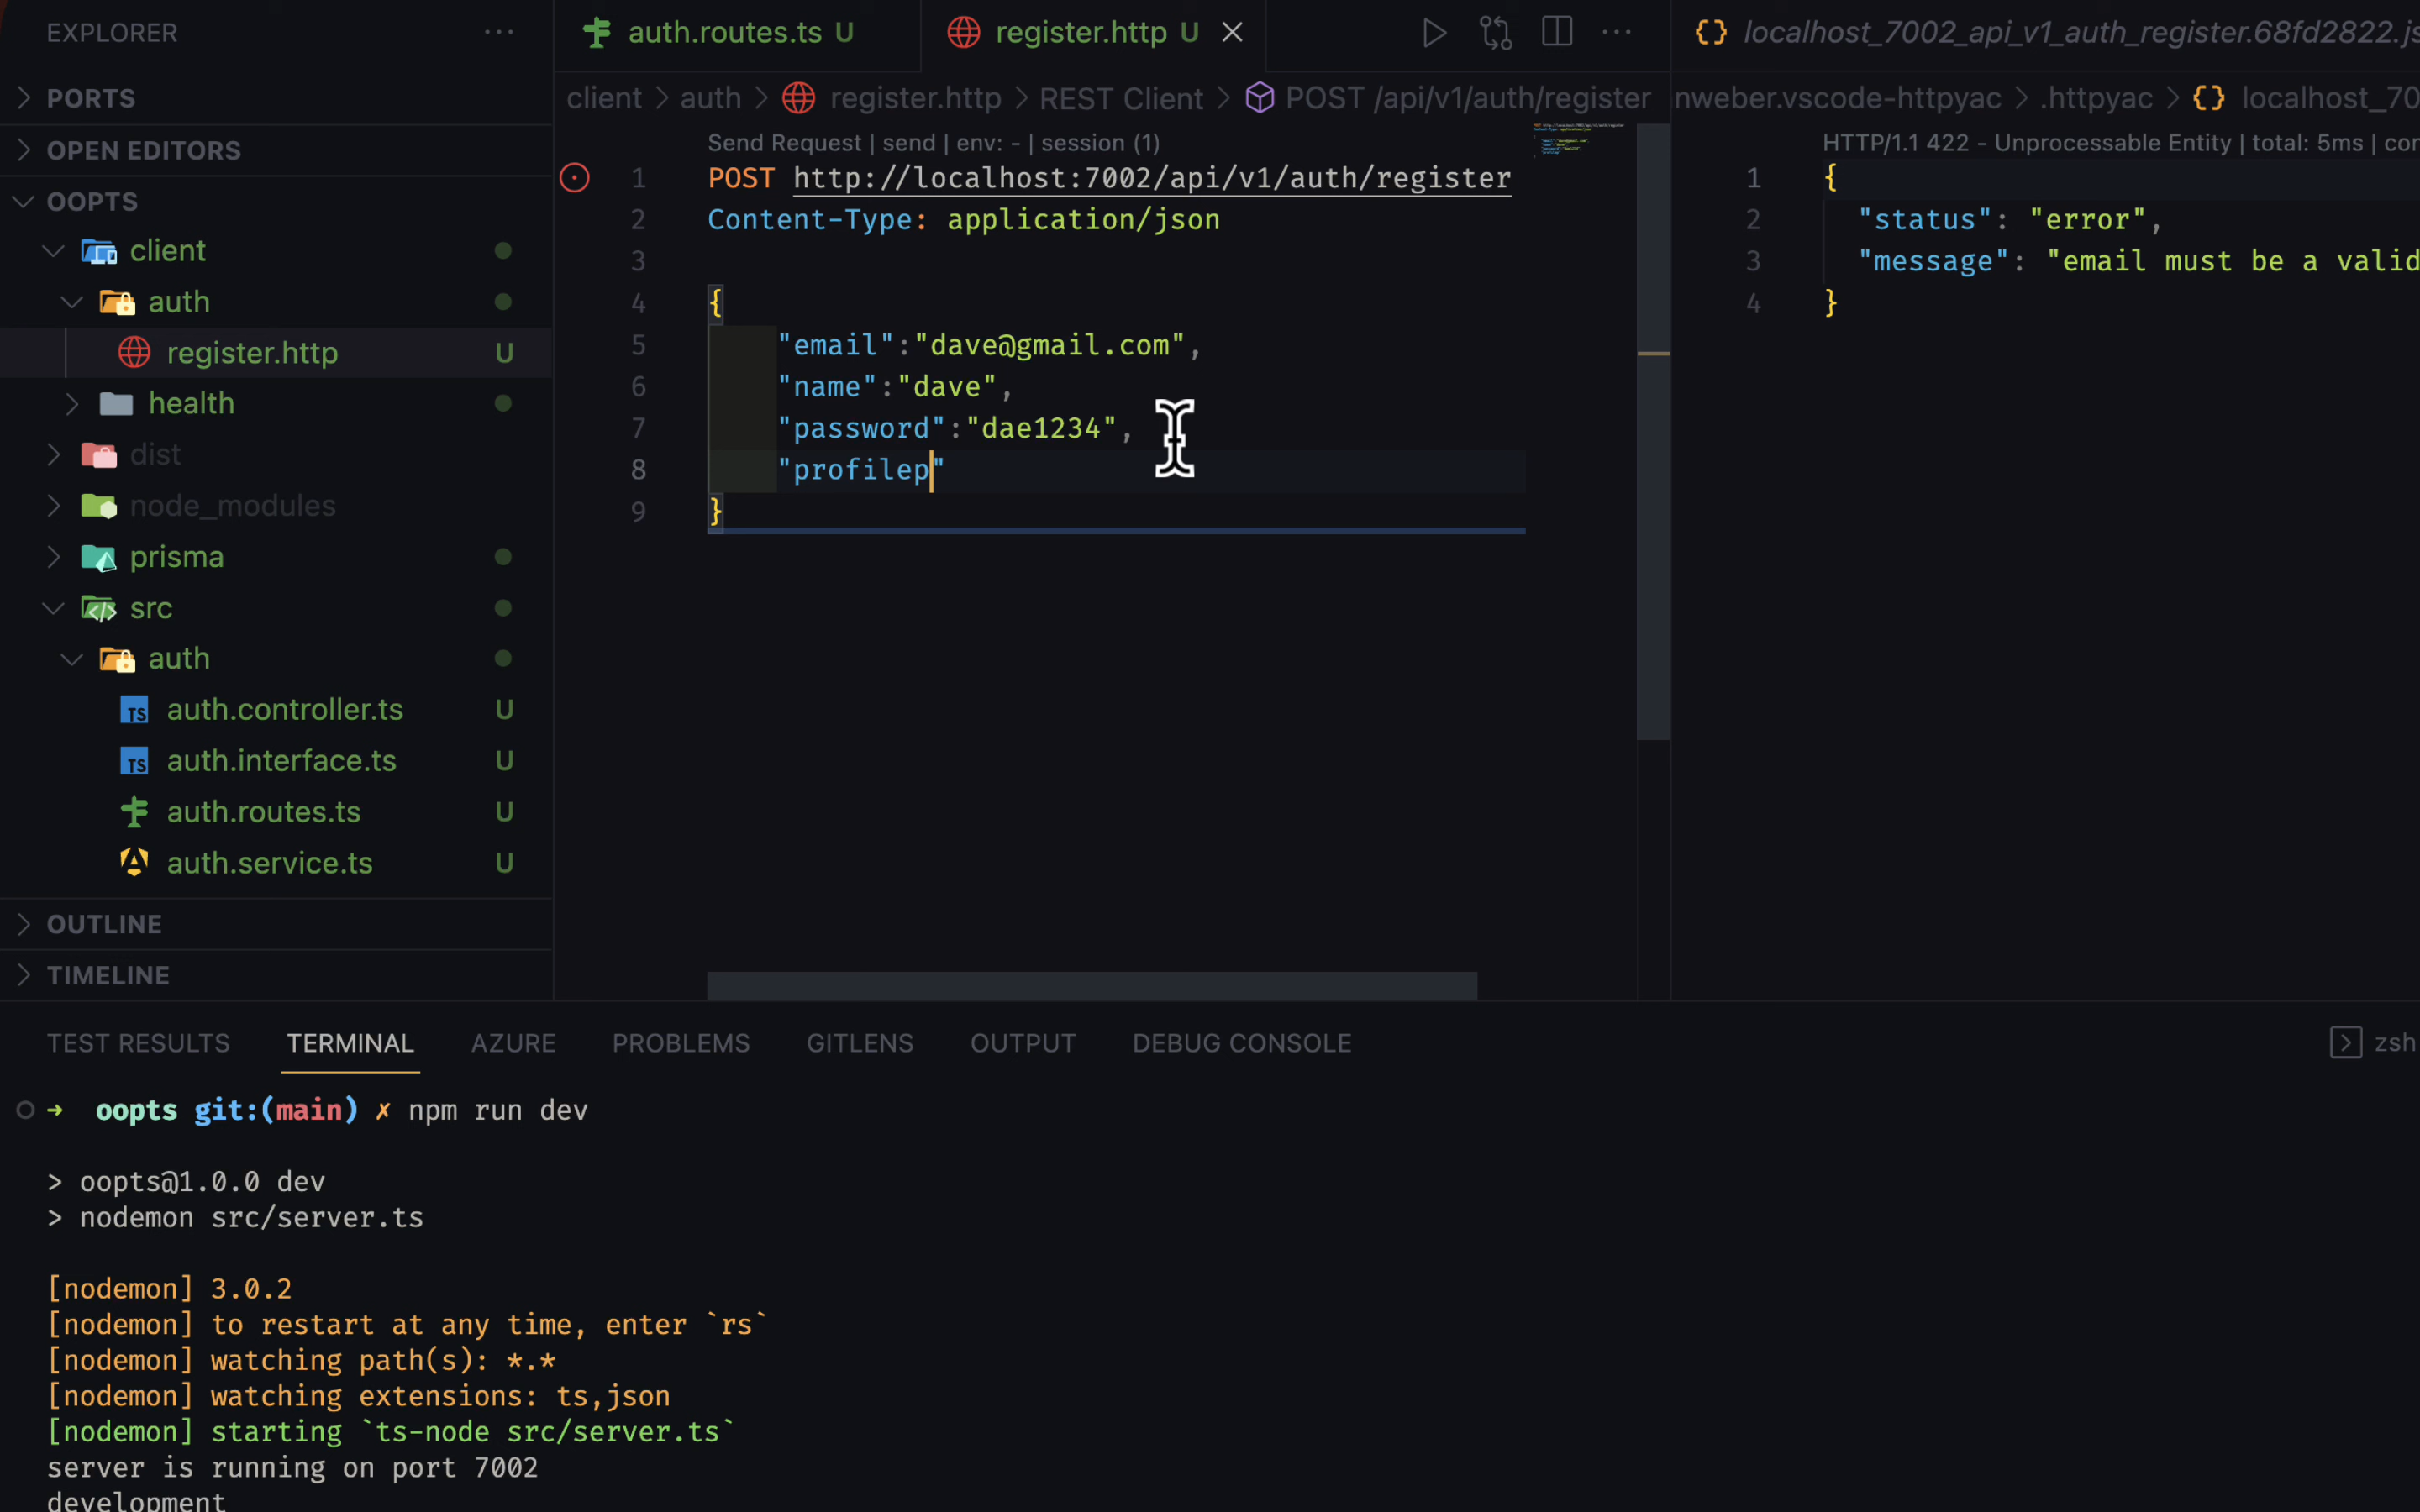 EXPLORER
PORTS
OPEN EDITORS
OOPTS
client
auth
register.http U
health
dist
node_modules
prisma
src
auth
auth.controller.ts U
auth.interface.ts U
auth.routes.ts U
auth.service.ts U
OUTLINE
TIMELINE
auth.routes.ts U
register.http U
client > auth > register.http > REST Client > POST /api/v1/auth/register
Send Request | send | env: - | session (1)
1 POST http://localhost:7002/api/v1/auth/register
2 Content-Type: application/json
3
4 {
5 "email":"dave@gmail.com",
6 "name":"dave",
7 "password":"dae1234",
8 "profilep"
9 }
{} localhost_7002_api_v1_auth_register.68fd2822.js
nweber.vscode-httpyac > .httpyac > {} localhost_70
HTTP/1.1 422 - Unprocessable Entity | total: 5ms | con
1 {
2 "status": "error",
3 "message": "email must be a valid
4 }
TEST RESULTS TERMINAL AZURE PROBLEMS GITLENS OUTPUT DEBUG CONSOLE
zsh
➜ oopts git:(main) ✗ npm run dev
> oopts@1.0.0 dev
> nodemon src/server.ts
[nodemon] 3.0.2
[nodemon] to restart at any time, enter `rs`
[nodemon] watching path(s): *.*
[nodemon] watching extensions: ts,json
[nodemon] starting `ts-node src/server.ts`
server is running on port 7002
development